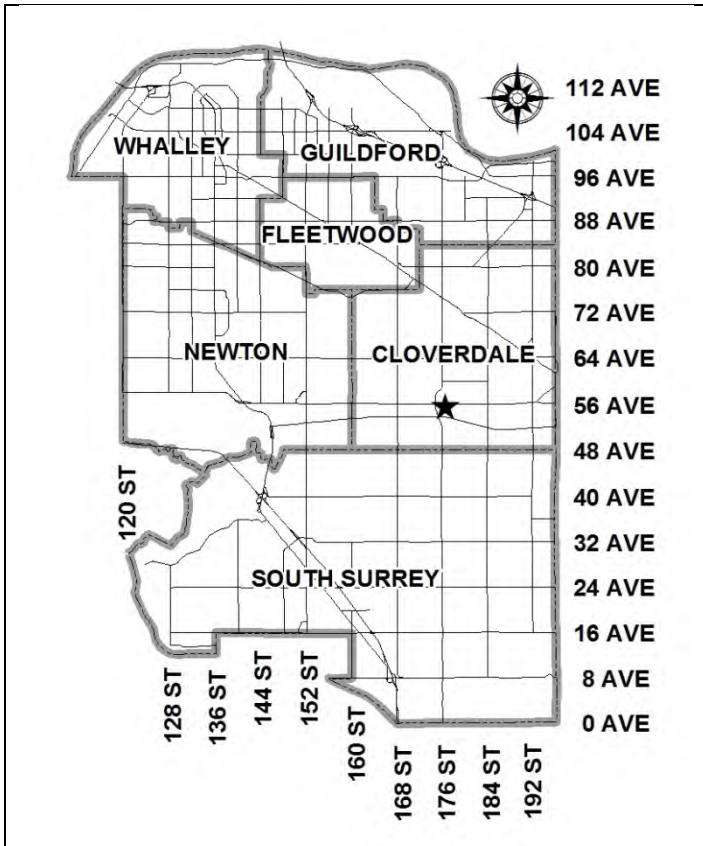 112 AVE
104 AVE
WHALLEY
GUILDFORD
96 AVE
88 AVE
FLEETWOOD
80 AVE
72 AVE
NEWTON
CLOVERDALE
64 AVE
56 AVE
48 AVE
120 ST
40 AVE
32 AVE
SOUTH SURREY
24 AVE
16 AVE
8 AVE
0 AVE
128 ST
136 ST
144 ST
152 ST
160 ST
168 ST
176 ST
184 ST
192 ST